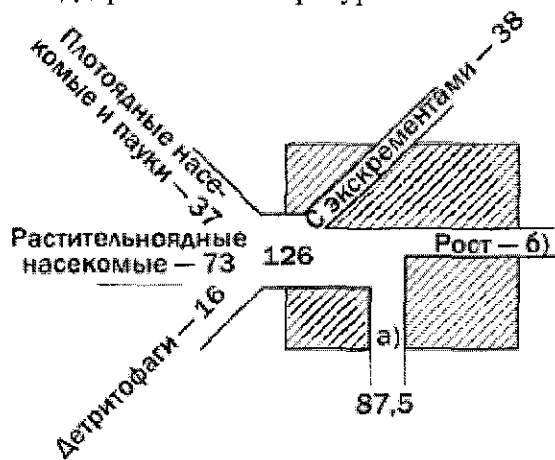 Плотоядные насе-
комые и пауки – 37
С экскрементами – 38
Растительноядные
насекомые – 73
126
Рост – б)
Детритофаги – 16
а)
87,5